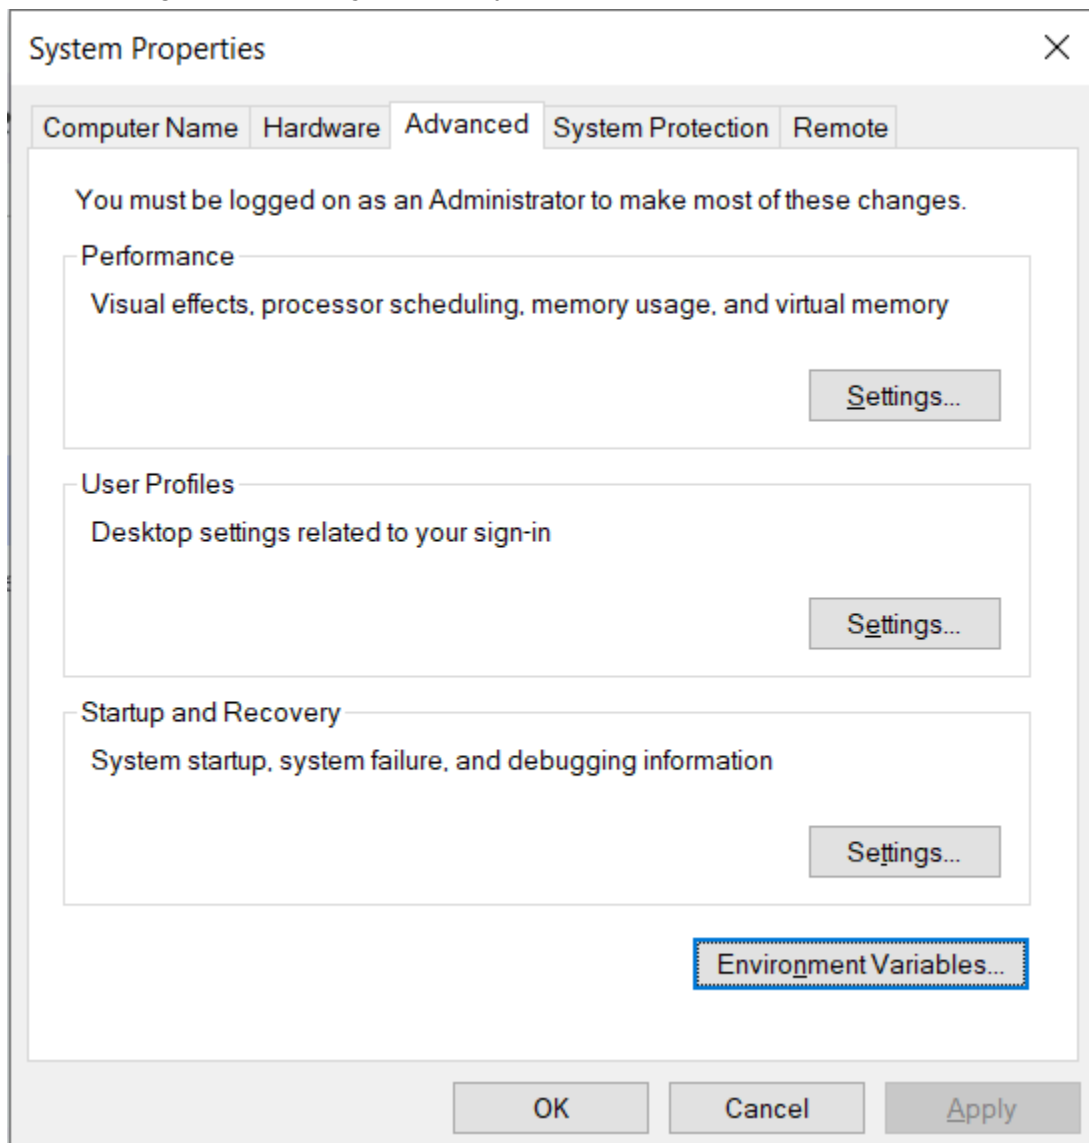 System Properties
Computer Name Hardware Advanced System Protection Remote
You must be logged on as an Administrator to make most of these changes.
Performance
Visual effects, processor scheduling, memory usage, and virtual memory
Settings...
User Profiles
Desktop settings related to your sign-in
Settings...
Startup and Recovery
System startup, system failure, and debugging information
Settings...
Environment Variables...
OK Cancel Apply